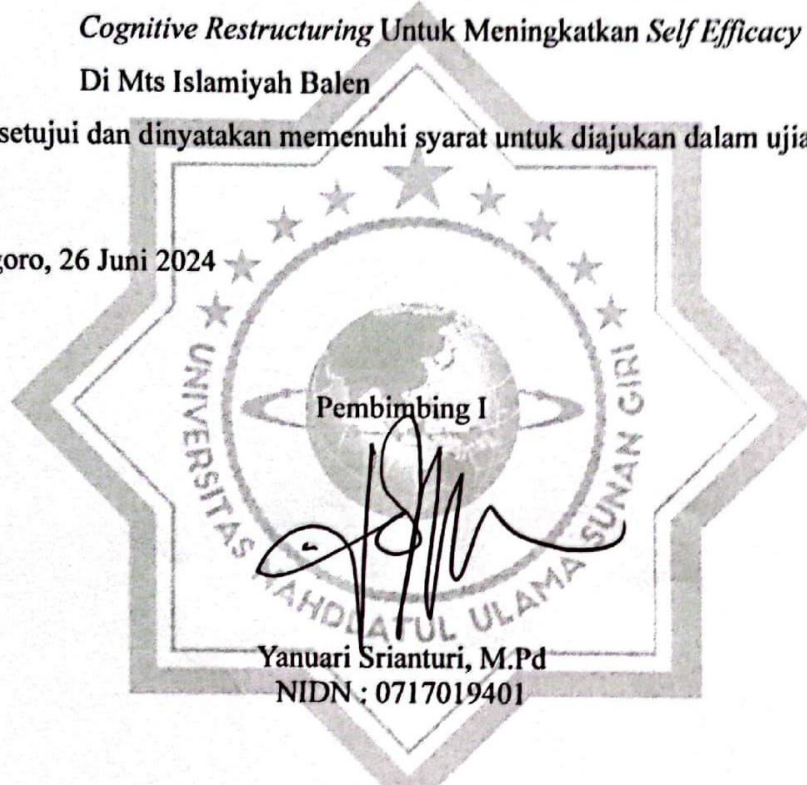 Cognitive Restructuring Untuk Meningkatkan Self Efficacy
Di Mts Islamiyah Balen
setujui dan dinyatakan memenuhi syarat untuk diajukan dalam ujia
goro, 26 Juni 2024
Pembimbing I
UNIVERSITAS NAHDLATUL ULAMA SUNAN GIRI
Yanuari Srianturi, M.Pd
NIDN : 0717019401